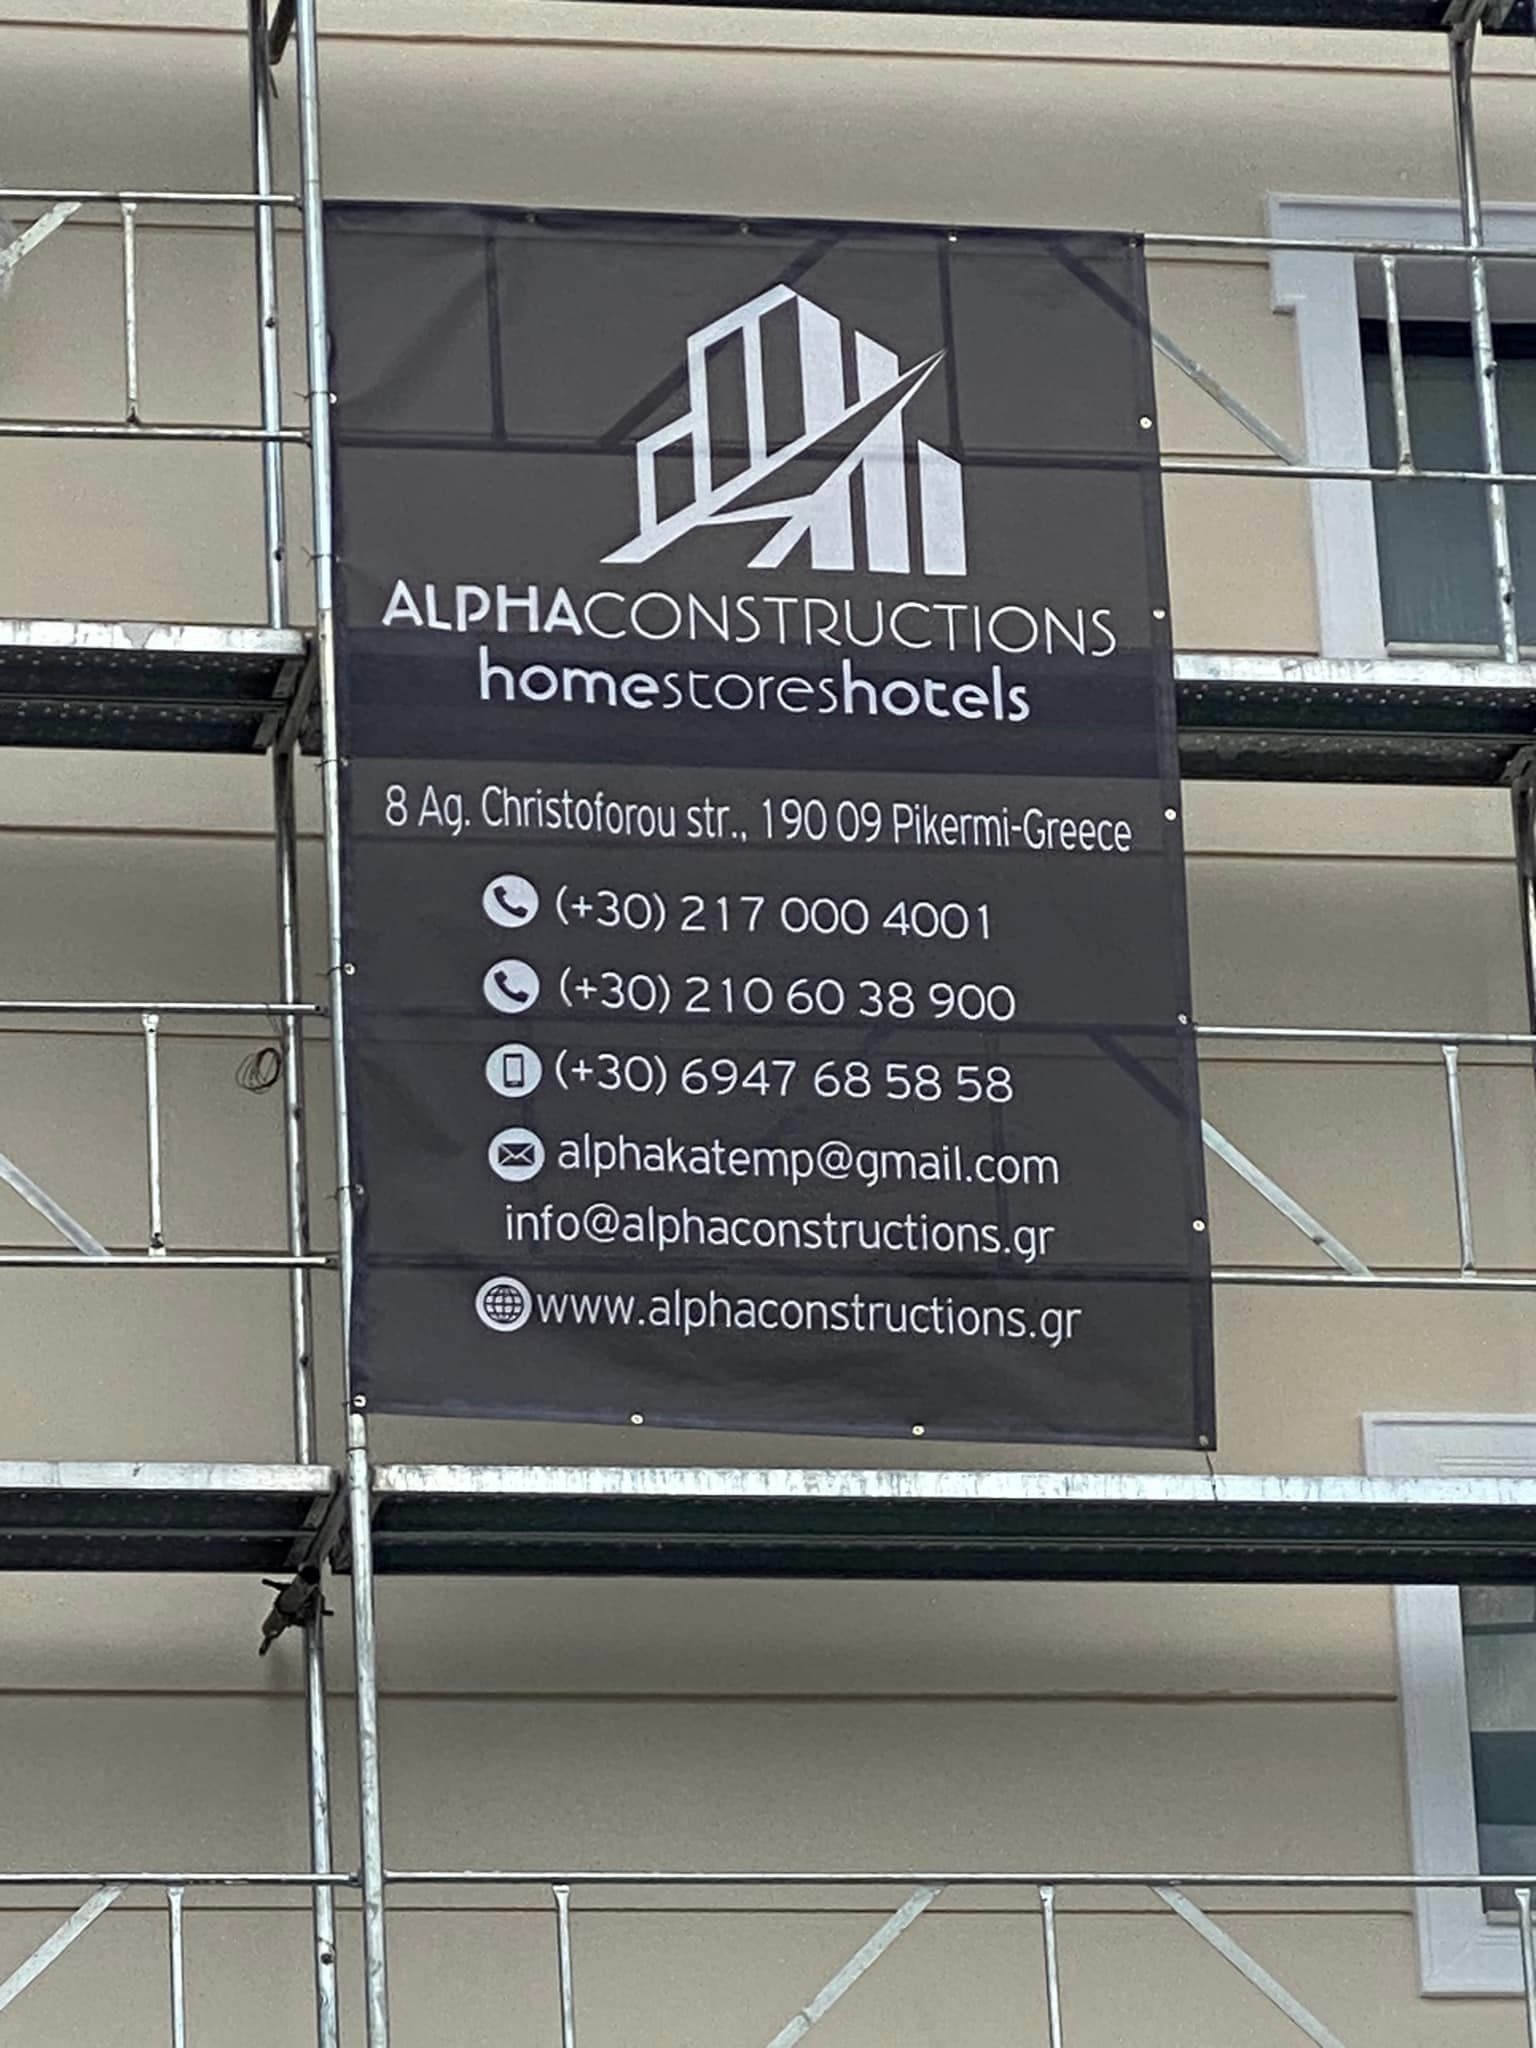 ALPHACONSTRUCTIONS
homestoreshotels
8 Ag. Christoforou str., 190 09 Pikermi-Greece
(+30) 217 000 4001
(+30) 210 60 38 900
(+30) 6947 68 58 58
alphakatemp@gmail.com
info@alphaconstructions.gr
www.alphaconstructions.gr